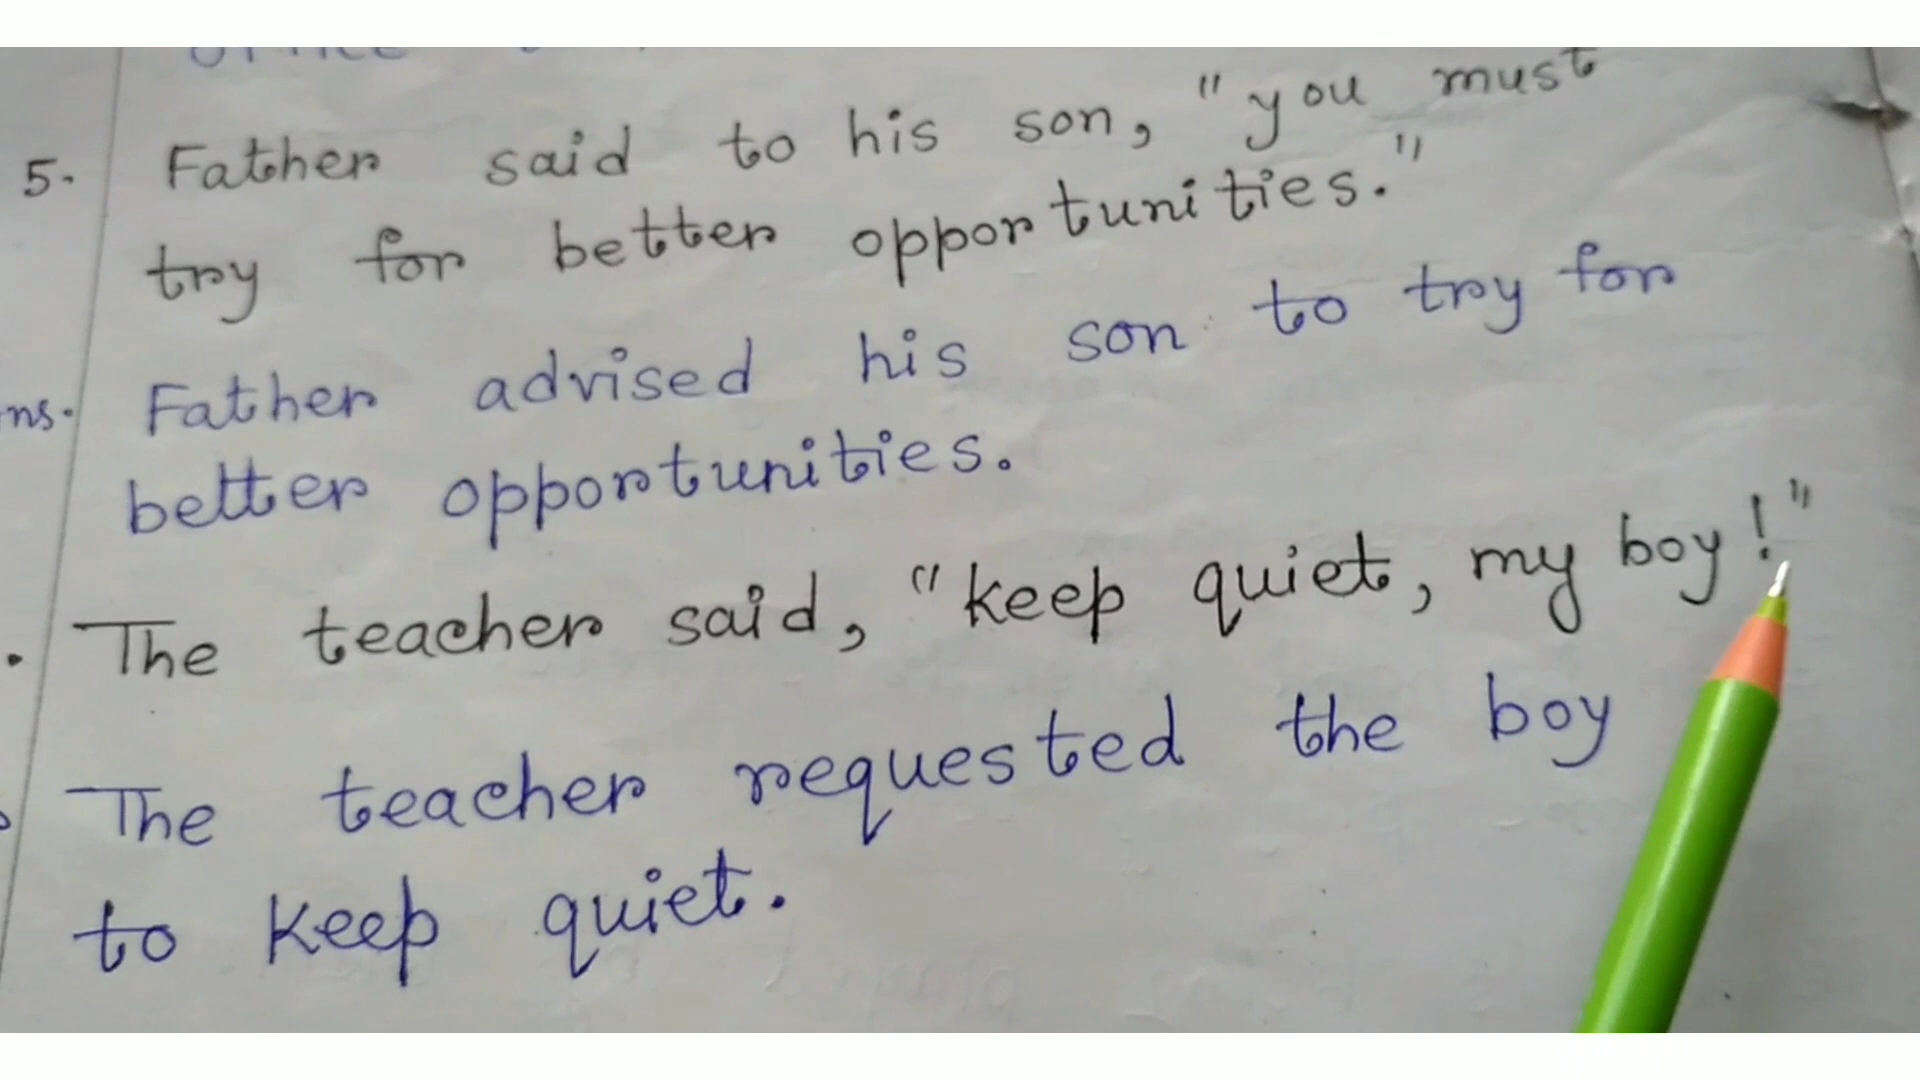 5. Father said to his son, "you must
try for better opportunities."
ns. Father advised his son to try for
better opportunities.
. The teacher said, "keep quiet, my boy!"
The teacher requested the boy
to keep quiet.